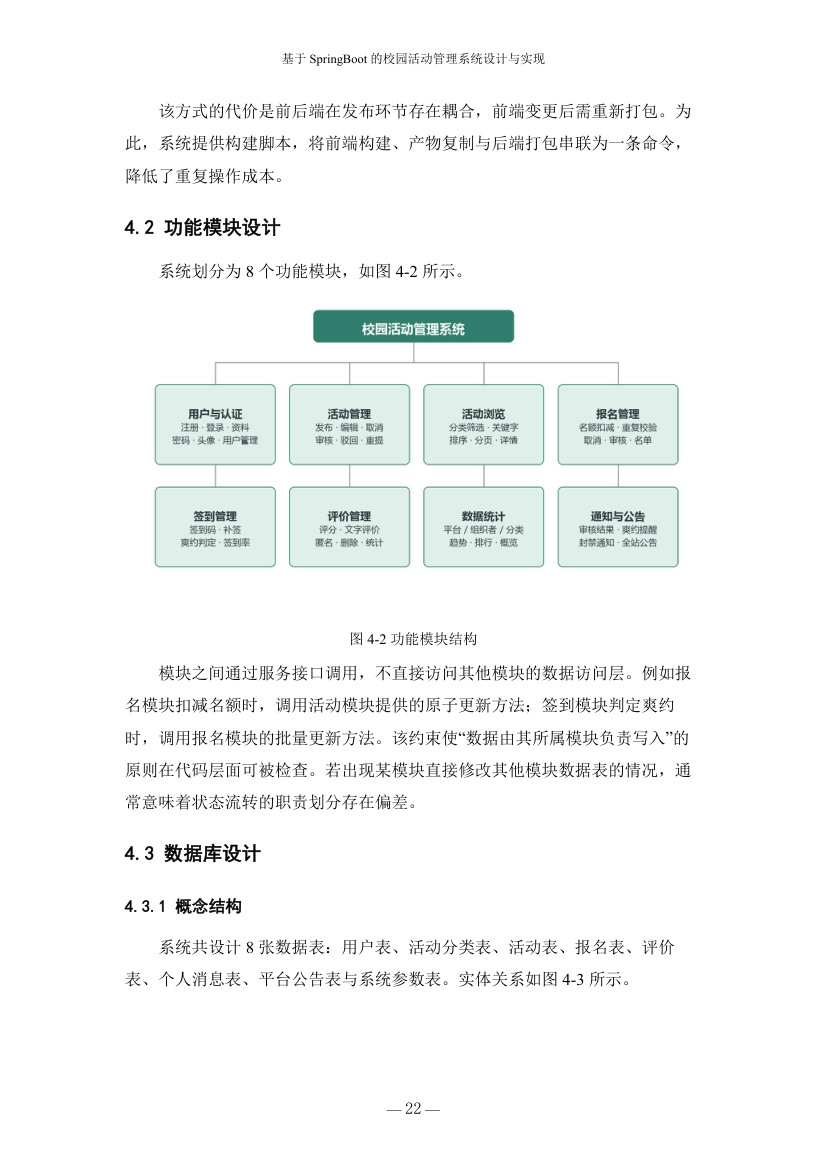 基于 SpringBoot 的校园活动管理系统设计与实现
该方式的代价是前后端在发布环节存在耦合，前端变更后需重新打包。为
此，系统提供构建脚本，将前端构建、产物复制与后端打包串联为一条命令，
降低了重复操作成本。
4.2 功能模块设计
系统划分为 8 个功能模块，如图 4-2 所示。
校园活动管理系统
用户与认证
注册 · 登录 · 资料
密码 · 头像 · 用户管理
活动管理
发布 · 编辑 · 取消
审核 · 驳回 · 重提
活动浏览
分类筛选 · 关键字
排序 · 分页 · 详情
报名管理
名额扣减 · 重复校验
取消 · 审核 · 名单
签到管理
签到码 · 补签
爽约判定 · 签到率
评价管理
评分 · 文字评价
匿名 · 删除 · 统计
数据统计
平台 / 组织者 / 分类
趋势 · 排行 · 概览
通知与公告
审核结果 · 爽约提醒
封禁通知 · 全站公告
图 4-2 功能模块结构
模块之间通过服务接口调用，不直接访问其他模块的数据访问层。例如报
名模块扣减名额时，调用活动模块提供的原子更新方法；签到模块判定爽约
时，调用报名模块的批量更新方法。该约束使“数据由其所属模块负责写入”的
原则在代码层面可被检查。若出现某模块直接修改其他模块数据表的情况，通
常意味着状态流转的职责划分存在偏差。
4.3 数据库设计
4.3.1 概念结构
系统共设计 8 张数据表：用户表、活动分类表、活动表、报名表、评价
表、个人消息表、平台公告表与系统参数表。实体关系如图 4-3 所示。
— 22 —